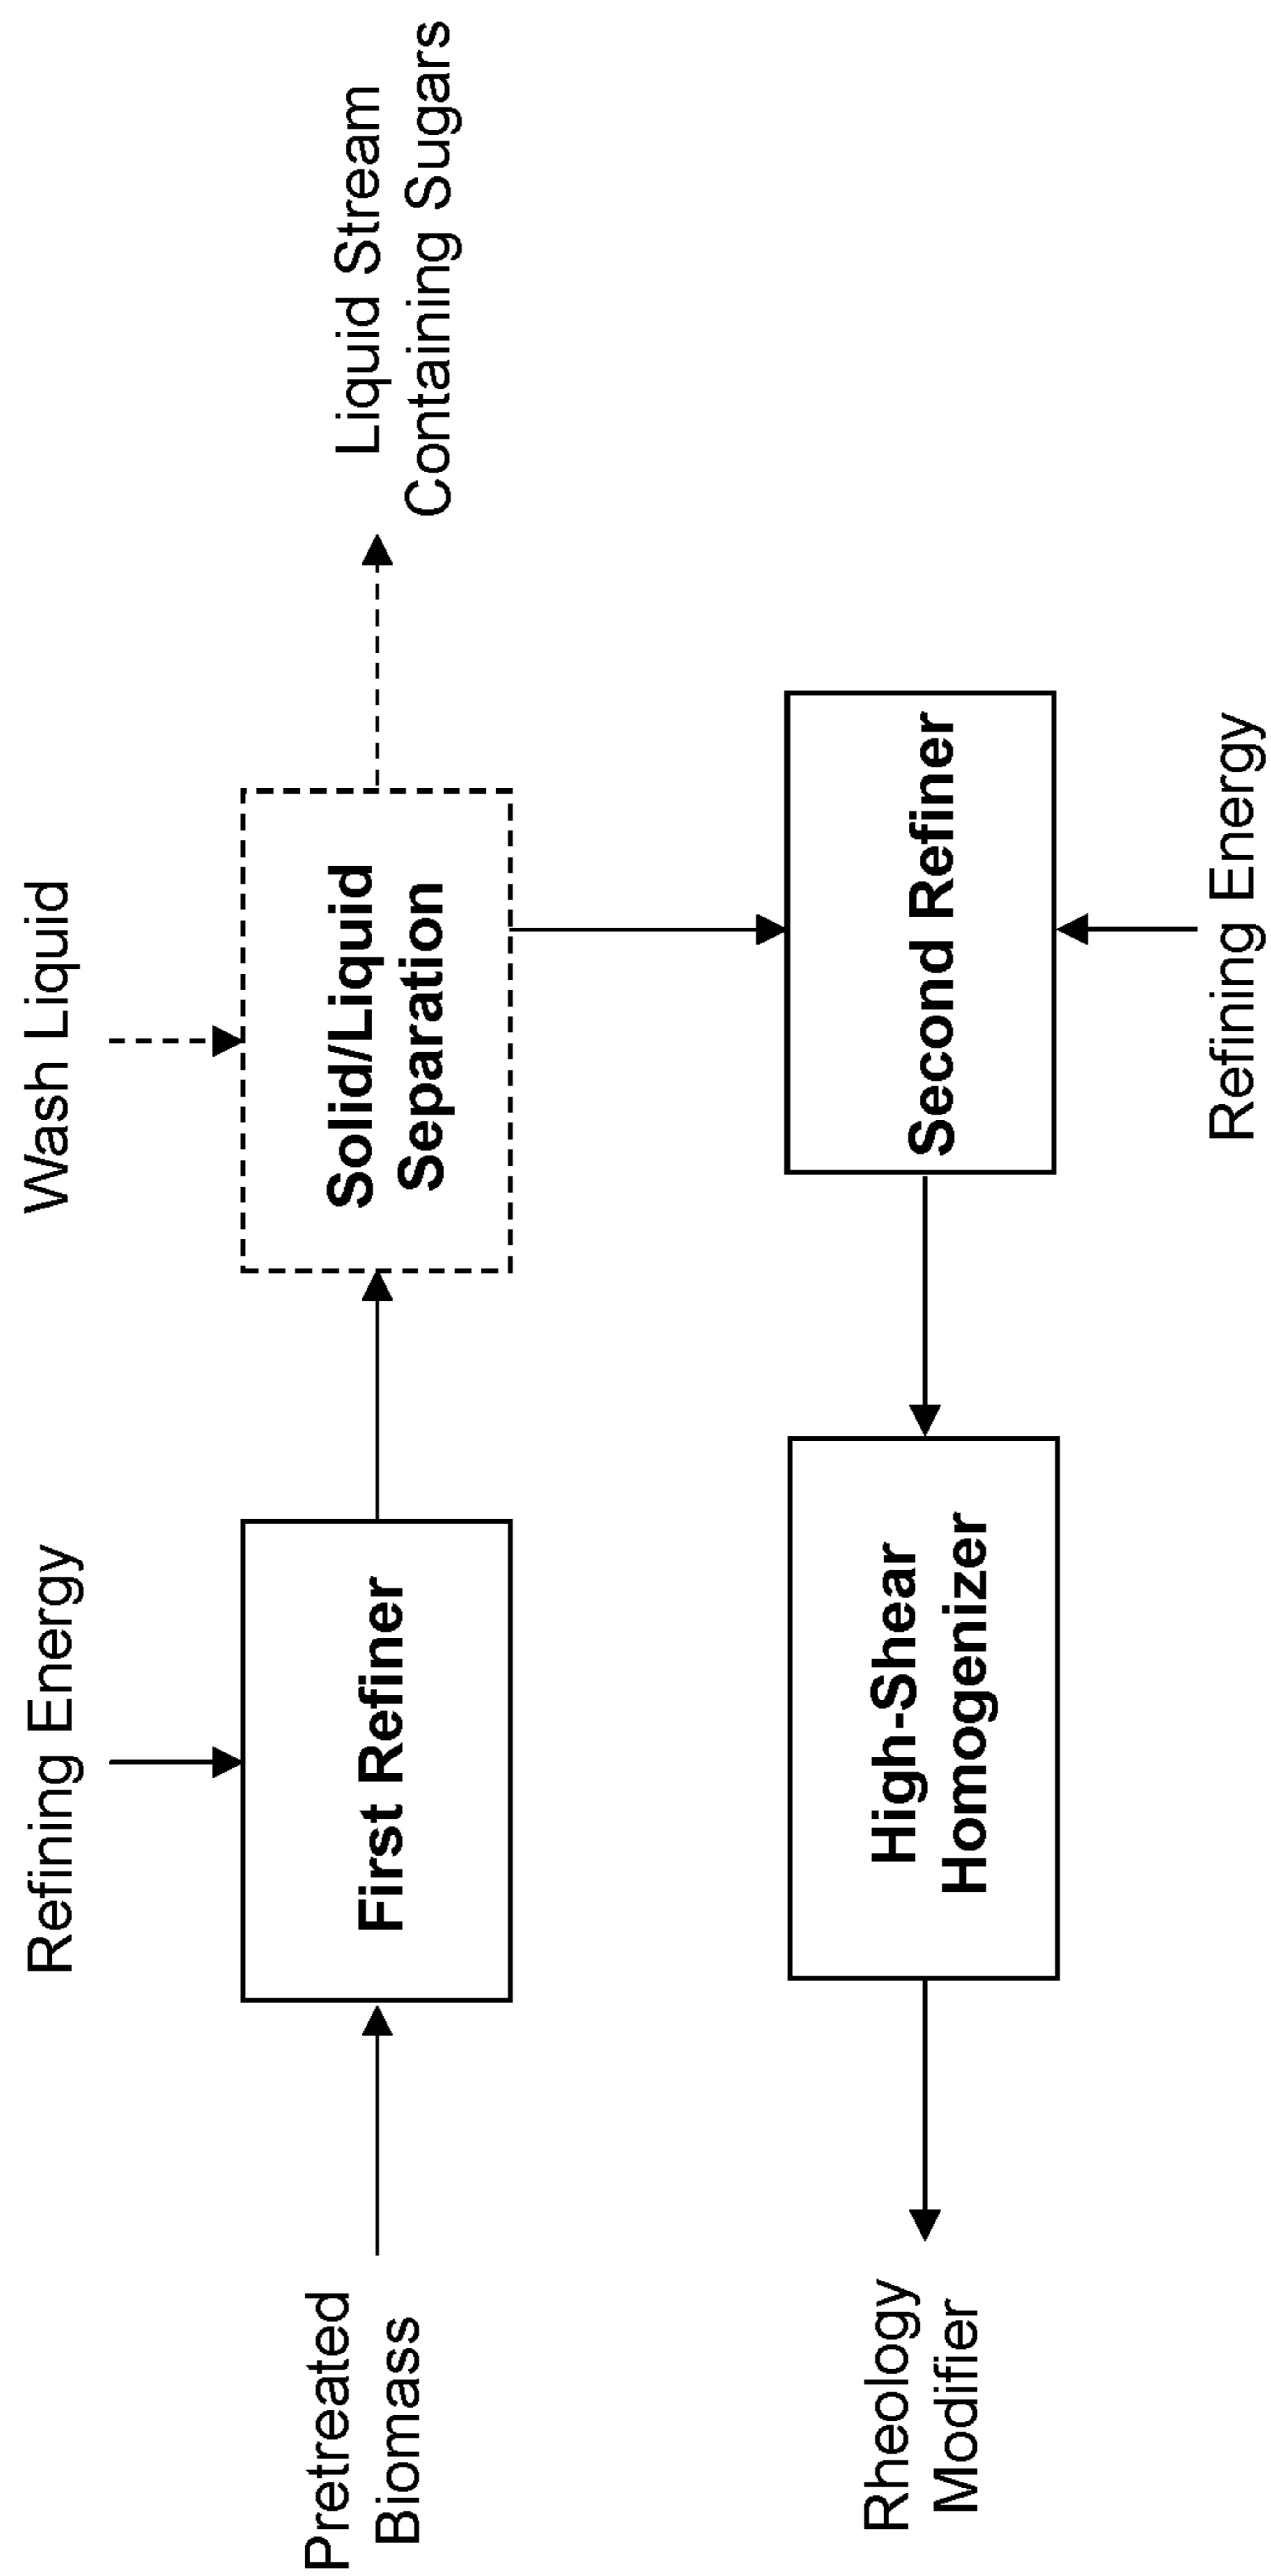 Refining Energy
Wash Liquid
Pretreated
Biomass
First Refiner
Solid/Liquid
Separation
Liquid Stream
Containing Sugars
Rheology
Modifier
High-Shear
Homogenizer
Second Refiner
Refining Energy